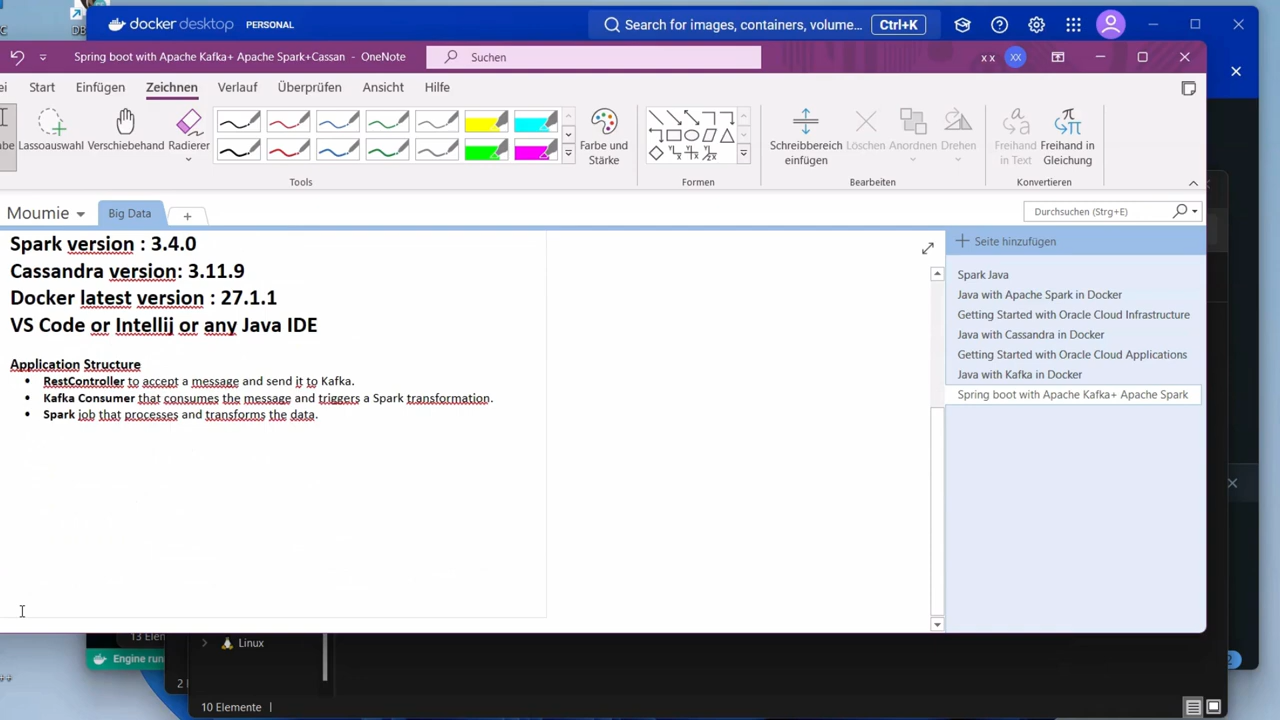 docker desktop PERSONAL
Search for images, containers, volume... Ctrl+K
Spring boot with Apache Kafka+ Apache Spark+Cassan - OneNote
Suchen
x x XX
Start Einfügen Zeichnen Verlauf Überprüfen Ansicht Hilfe
Lassoauswahl Verschiebehand Radierer
Farbe und Stärke
Schreibbereich einfügen
Löschen Anordnen Drehen
Freihand in Text
Freihand in Gleichung
Tools Formen Bearbeiten Konvertieren
Moumie Big Data
Durchsuchen (Strg+E)
Spark version : 3.4.0
Cassandra version: 3.11.9
Docker latest version : 27.1.1
VS Code or Intellij or any Java IDE
Application Structure
• RestController to accept a message and send it to Kafka.
• Kafka Consumer that consumes the message and triggers a Spark transformation.
• Spark job that processes and transforms the data.
Seite hinzufügen
Spark Java
Java with Apache Spark in Docker
Getting Started with Oracle Cloud Infrastructure
Java with Cassandra in Docker
Getting Started with Oracle Cloud Applications
Java with Kafka in Docker
Spring boot with Apache Kafka+ Apache Spark
13 Elem
Linux
Engine run
10 Elemente